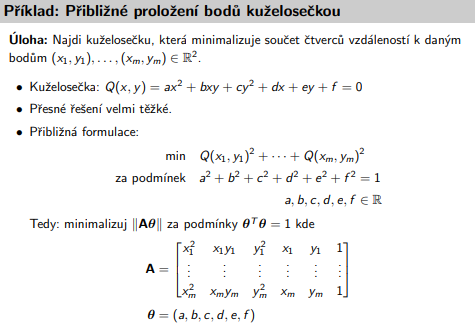 Příklad: Přibližné proložení bodů kuželosečkou
Úloha: Najdi kuželosečku, která minimalizuje součet čtverců vzdáleností k daným
bodům (x₁, y₁), . . . , (xₘ, yₘ) ∈ ℝ².
• Kuželosečka: Q(x, y) = ax² + bxy + cy² + dx + ey + f = 0
• Přesné řešení velmi těžké.
• Přibližná formulace:
min Q(x₁, y₁)² + · · · + Q(xₘ, yₘ)²
za podmínek a² + b² + c² + d² + e² + f² = 1
a, b, c, d, e, f ∈ ℝ
Tedy: minimalizuj ‖Aθ‖ za podmínky θᵀθ = 1 kde
x₁² x₁y₁ y₁² x₁ y₁ 1
A = [ ⋮ ⋮ ⋮ ⋮ ⋮ ⋮ ]
xₘ² xₘyₘ yₘ² xₘ yₘ 1
θ = (a, b, c, d, e, f)